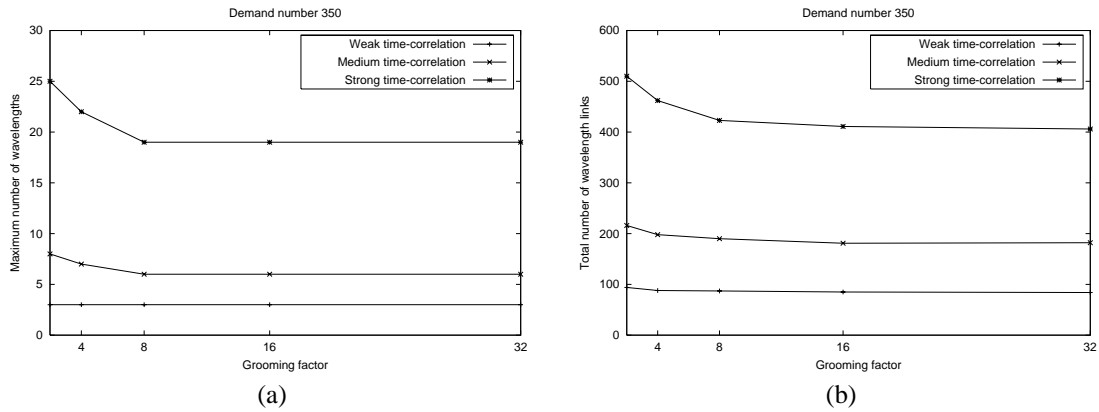 Demand number 350
30
25
20
15
10
5
0
Maximum number of wavelengths
Weak time-correlation
Medium time-correlation
Strong time-correlation
4 8 16 32
Grooming factor
(a)
Demand number 350
600
500
400
300
200
100
0
Total number of wavelength links
Weak time-correlation
Medium time-correlation
Strong time-correlation
4 8 16 32
Grooming factor
(b)